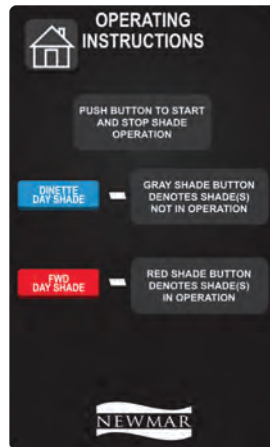 OPERATING
INSTRUCTIONS
PUSH BUTTON TO START
AND STOP SHADE
OPERATION
DINETTE
DAY SHADE
GRAY SHADE BUTTON
DENOTES SHADE(S)
NOT IN OPERATION
FWD
DAY SHADE
RED SHADE BUTTON
DENOTES SHADE(S)
IN OPERATION
NEWMAR